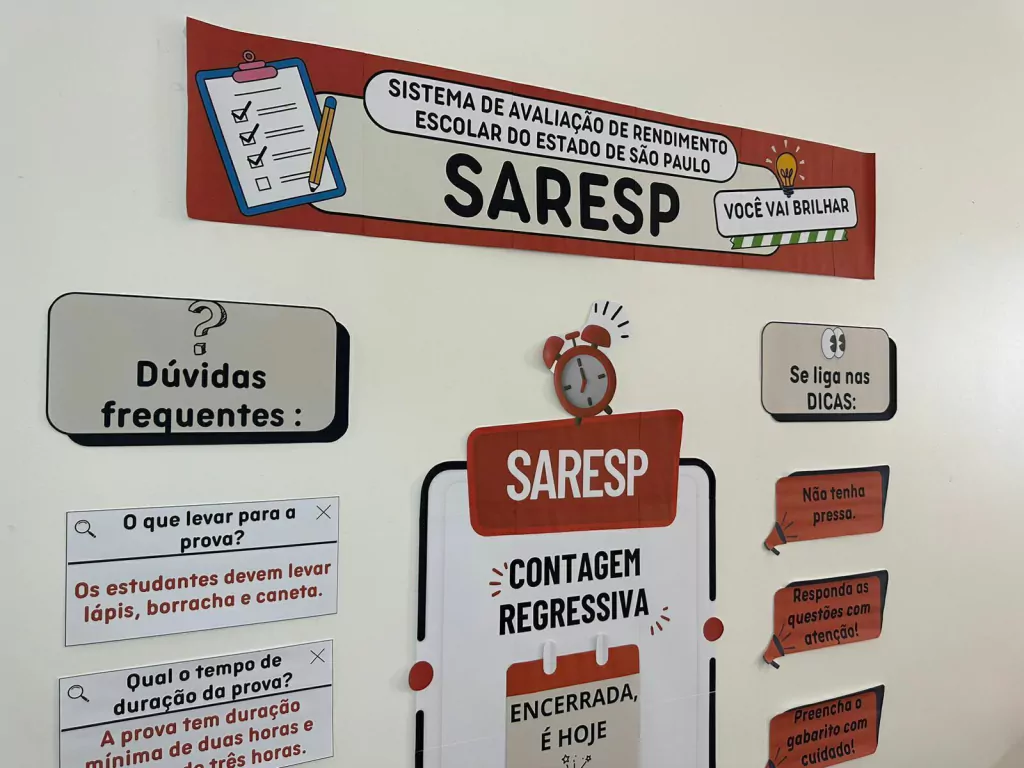 SISTEMA DE AVALIAÇÃO DE RENDIMENTO
ESCOLAR DO ESTADO DE SÃO PAULO
SARESP
VOCÊ VAI BRILHAR
?
Dúvidas
frequentes :
O que levar para a
prova?
Os estudantes devem levar
lápis, borracha e caneta.
Qual o tempo de
duração da prova?
A prova tem duração
mínima de duas horas e
de três horas.
SARESP
CONTAGEM
REGRESSIVA
ENCERRADA,
É HOJE
Se liga nas
DICAS:
Não tenha
pressa.
Responda as
questões com
atenção!
Preencha o
gabarito com
cuidado!